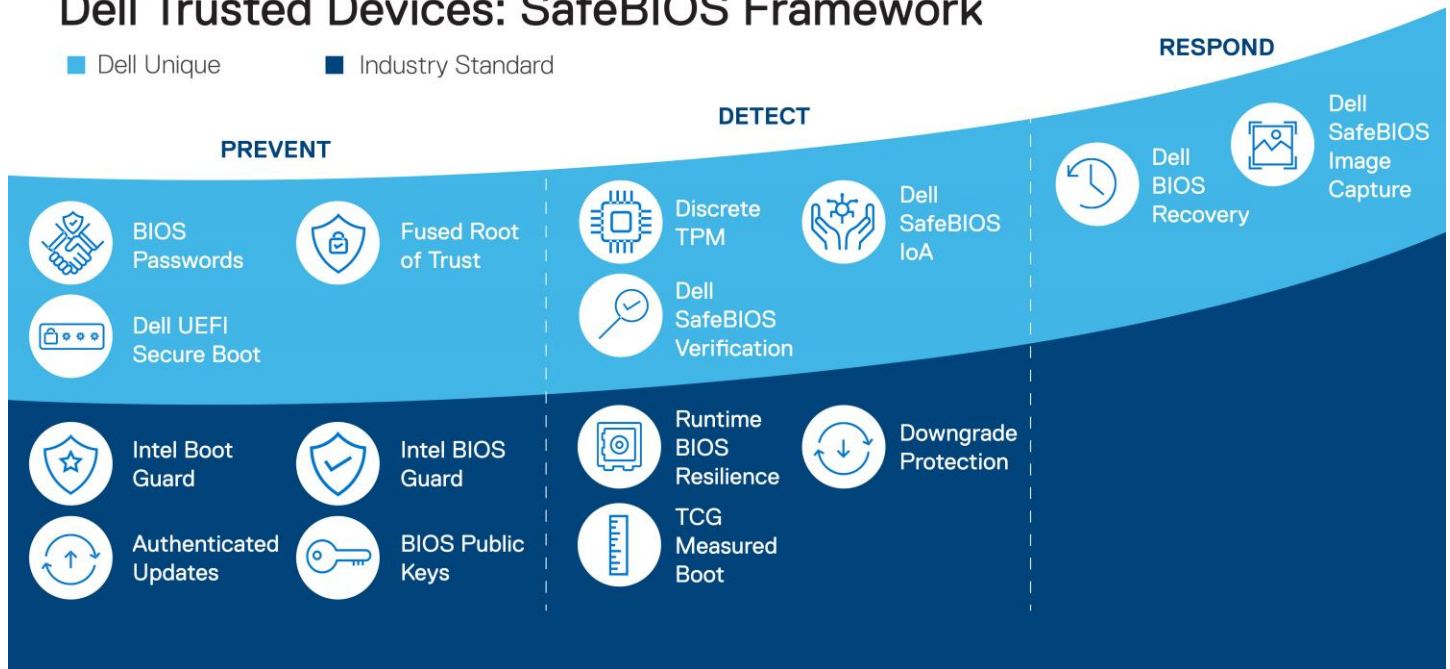 Dell Trusted Devices: SafeBIOS Framework
Dell Unique
Industry Standard
PREVENT
DETECT
RESPOND
BIOS
Passwords
Fused Root
of Trust
Dell UEFI
Secure Boot
Discrete
TPM
Dell
SafeBIOS
IoA
Dell
SafeBIOS
Verification
Dell
BIOS
Recovery
Dell
SafeBIOS
Image
Capture
Intel Boot
Guard
Intel BIOS
Guard
Authenticated
Updates
BIOS Public
Keys
Runtime
BIOS
Resilience
Downgrade
Protection
TCG
Measured
Boot